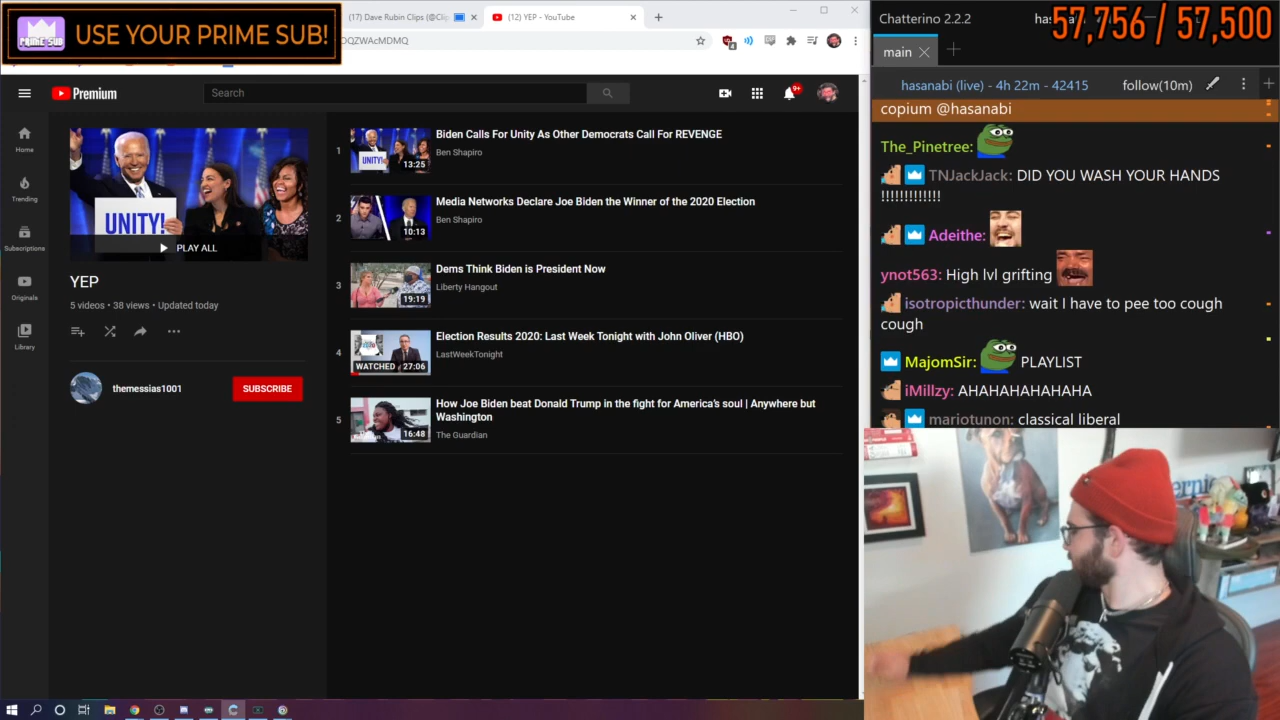 PRIME SUB
USE YOUR PRIME SUB!
(17) Dave Rubin Clips (@Clip
(12) YEP - YouTube
DQZWAcMDMQ
Premium
Search
9+
Home
Trending
Subscriptions
Originals
Library
UNITY!
PLAY ALL
YEP
5 videos • 38 views • Updated today
themessias1001
SUBSCRIBE
1
UNITY!
13:25
Biden Calls For Unity As Other Democrats Call For REVENGE
Ben Shapiro
2
10:13
Media Networks Declare Joe Biden the Winner of the 2020 Election
Ben Shapiro
3
19:19
Dems Think Biden is President Now
Liberty Hangout
4
WATCHED
27:06
Election Results 2020: Last Week Tonight with John Oliver (HBO)
LastWeekTonight
5
16:48
How Joe Biden beat Donald Trump in the fight for America's soul | Anywhere but
Washington
The Guardian
Chatterino 2.2.2
has
57,756 / 57,500
main
hasanabi (live) - 4h 22m - 42415
follow(10m)
copium @hasanabi
The_Pinetree:
TNJackJack: DID YOU WASH YOUR HANDS
!!!!!!!!!!!!!
Adeithe:
ynot563: High lvl grifting
isotropicthunder: wait I have to pee too cough
cough
MajomSir: PLAYLIST
iMillzy: AHAHAHAHAHAHA
mariotunon: classical liberal
ernie